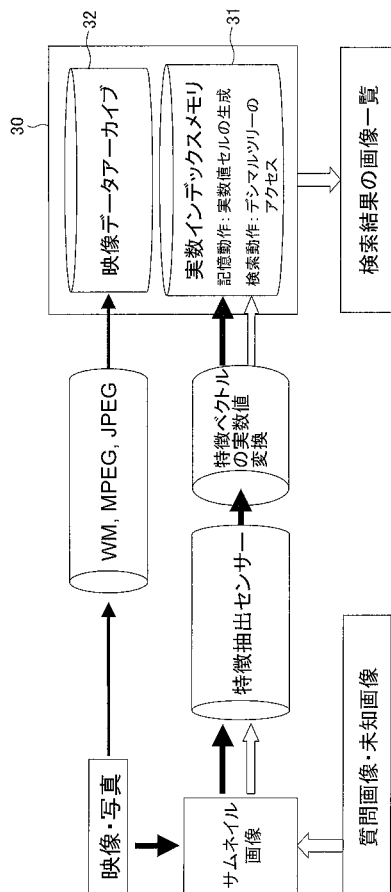 30
32
31
映像・写真
WM, MPEG, JPEG
映像データアーカイブ
サムネイル
画像
特徴抽出センサー
特徴ベクトル
の実数値
変換
実数インデックスメモリ
記憶動作:実数値セルの生成
検索動作:デシマルツリーの
アクセス
質問画像・未知画像
検索結果の画像一覧